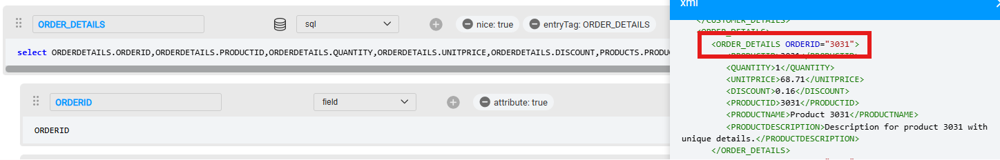 ORDER_DETAILS
sql
nice: true
entryTag: ORDER_DETAILS
select ORDERDETAILS.ORDERID,ORDERDETAILS.PRODUCTID,ORDERDETAILS.QUANTITY,ORDERDETAILS.UNITPRICE,ORDERDETAILS.DISCOUNT,PRODUCTS.PRODUC
ORDERID
field
attribute: true
ORDERID
xml
</CUSTOMER_DETAILS>
<ORDER_DETAILS>
<ORDER_DETAILS ORDERID="3031">
<PRODUCTID>3031</PRODUCTID>
<QUANTITY>1</QUANTITY>
<UNITPRICE>68.71</UNITPRICE>
<DISCOUNT>0.16</DISCOUNT>
<PRODUCTID>3031</PRODUCTID>
<PRODUCTNAME>Product 3031</PRODUCTNAME>
<PRODUCTDESCRIPTION>Description for product 3031 with
unique details.</PRODUCTDESCRIPTION>
</ORDER_DETAILS>